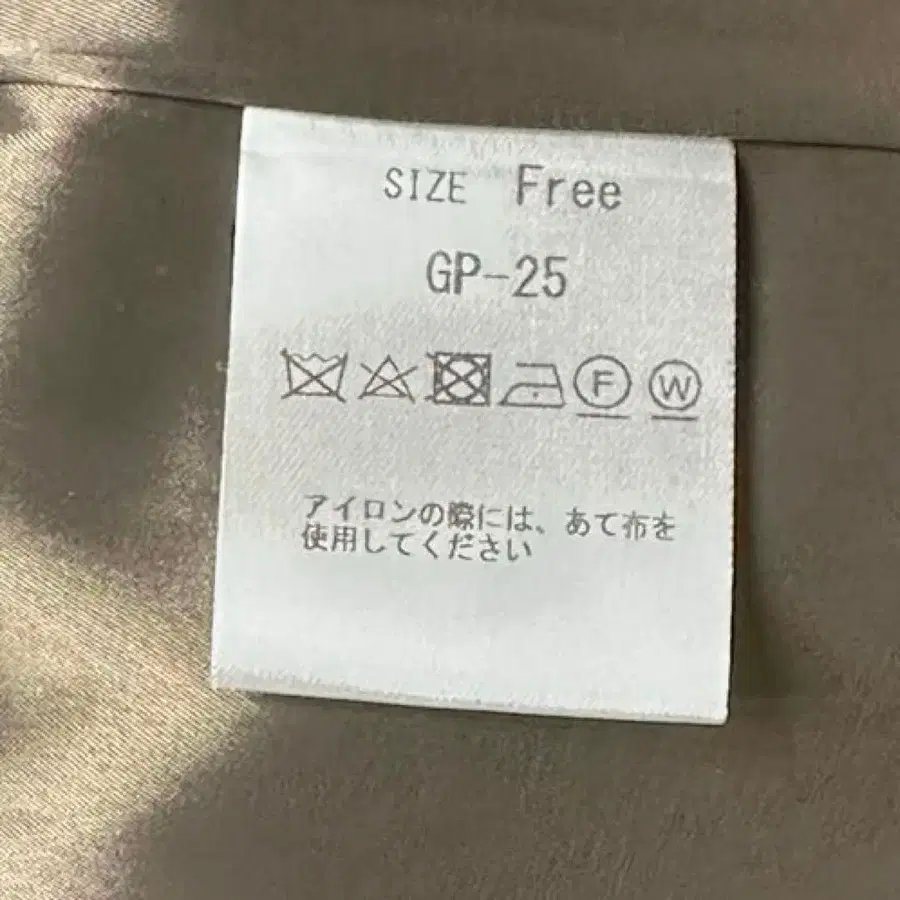 SIZE Free
GP-25
F W
アイロンの際には、あて布を
使用してください